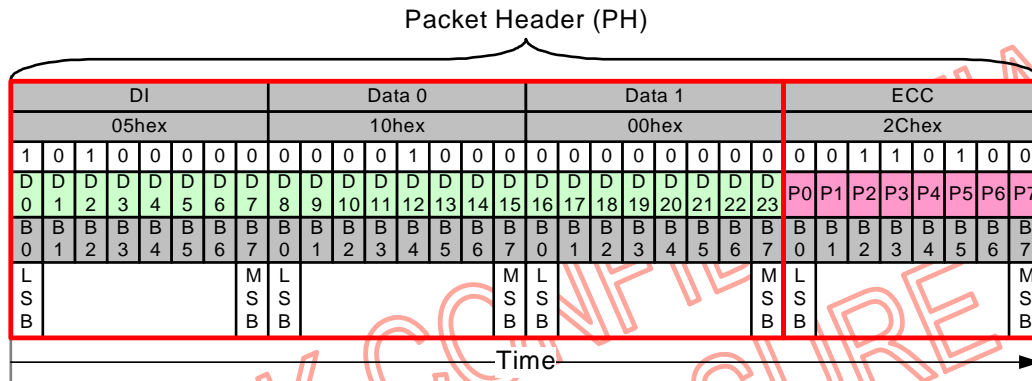 Packet Header (PH)
DI Data 0 Data 1 ECC
05hex 10hex 00hex 2Chex
1 0 1 0 0 0 0 0 0 0 0 0 1 0 0 0 0 0 0 0 0 0 0 0 0 0 1 1 0 1 0 0
D0 D1 D2 D3 D4 D5 D6 D7 D8 D9 D10 D11 D12 D13 D14 D15 D16 D17 D18 D19 D20 D21 D22 D23 P0 P1 P2 P3 P4 P5 P6 P7
B0 B1 B2 B3 B4 B5 B6 B7 B0 B1 B2 B3 B4 B5 B6 B7 B0 B1 B2 B3 B4 B5 B6 B7 B0 B1 B2 B3 B4 B5 B6 B7
LSB MSB LSB MSB LSB MSB LSB MSB
Time